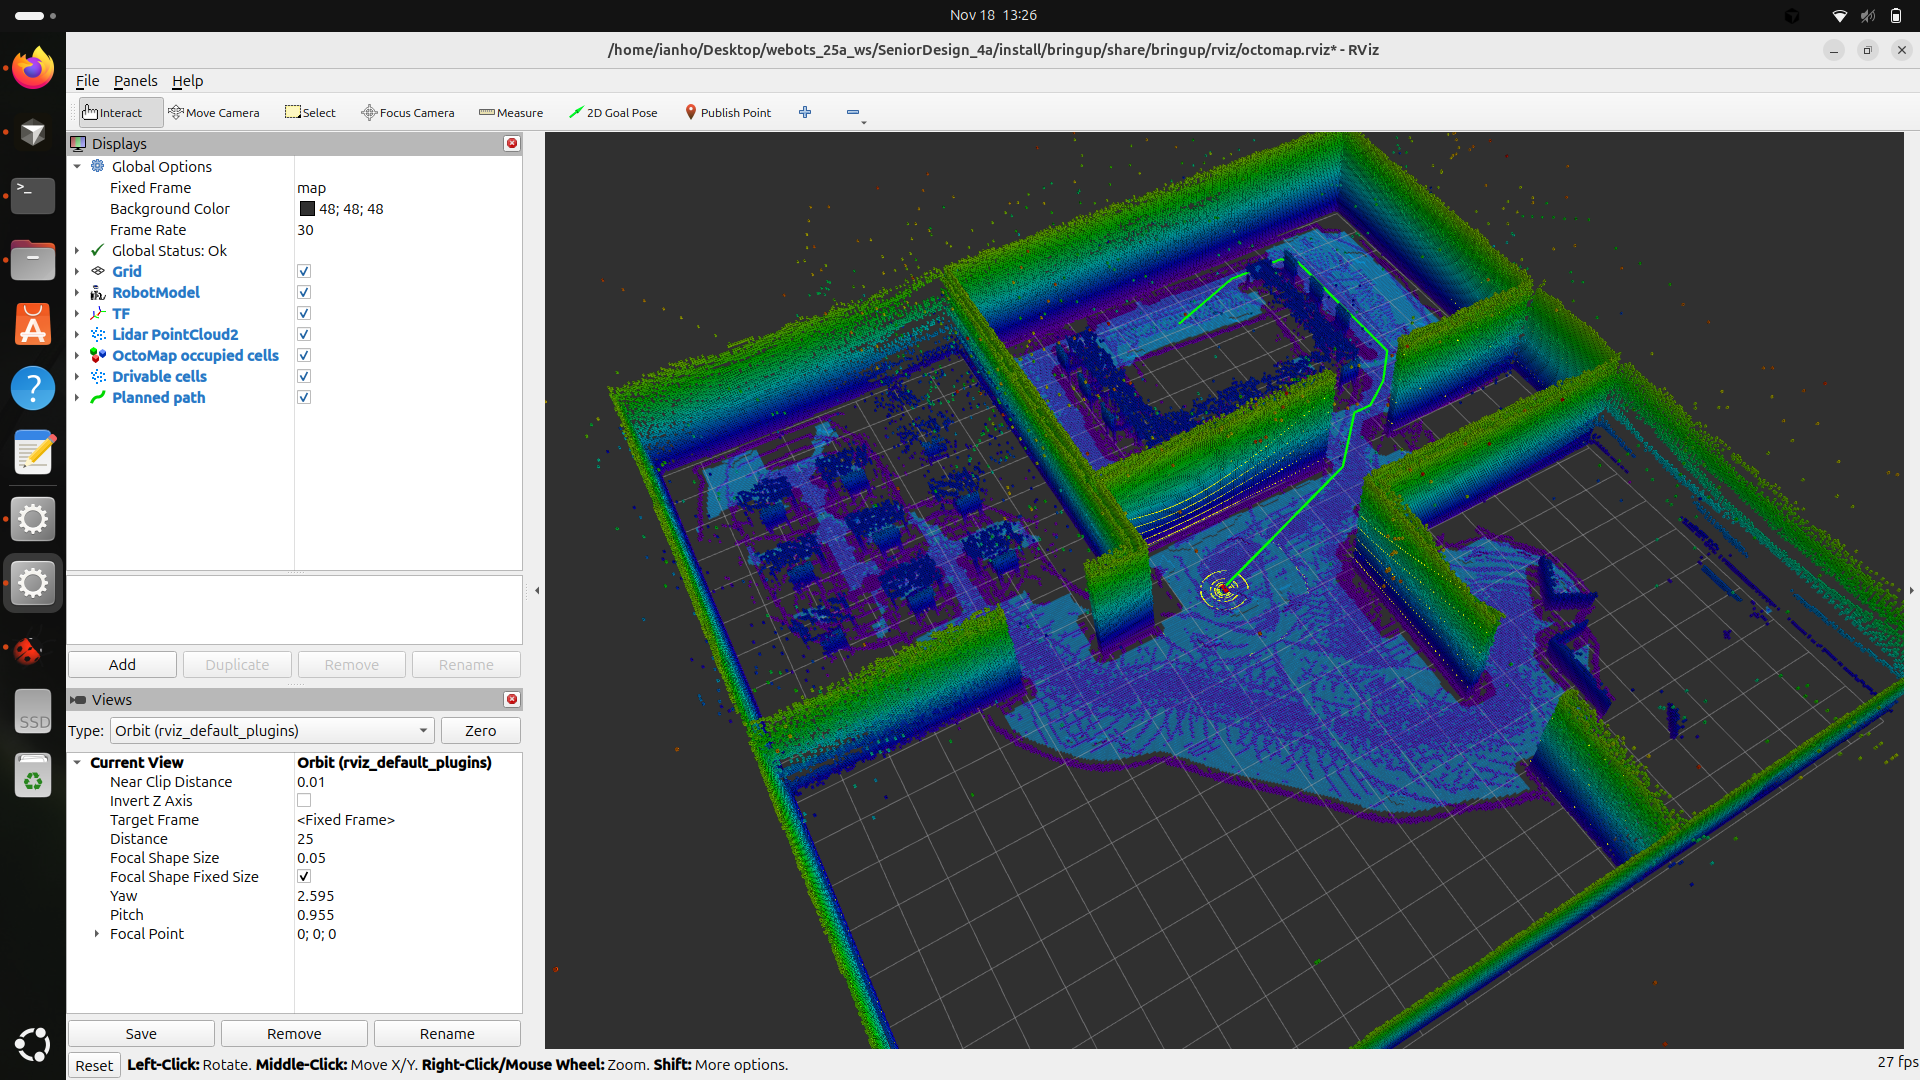 Nov 18 13:26
/home/ianho/Desktop/webots_25a_ws/SeniorDesign_4a/install/bringup/share/bringup/rviz/octomap.rviz* - RViz
File Panels Help
Interact Move Camera Select Focus Camera Measure 2D Goal Pose Publish Point
Displays
Global Options
Fixed Frame map
Background Color 48; 48; 48
Frame Rate 30
Global Status: Ok
Grid
RobotModel
TF
Lidar PointCloud2
OctoMap occupied cells
Drivable cells
Planned path
Add Duplicate Remove Rename
Views
Type: Orbit (rviz_default_plugins) Zero
Current View Orbit (rviz_default_plugins)
Near Clip Distance 0.01
Invert Z Axis
Target Frame <Fixed Frame>
Distance 25
Focal Shape Size 0.05
Focal Shape Fixed Size
Yaw 2.595
Pitch 0.955
Focal Point 0; 0; 0
Save Remove Rename
Reset Left-Click: Rotate. Middle-Click: Move X/Y. Right-Click/Mouse Wheel: Zoom. Shift: More options. 27 fps
SSD